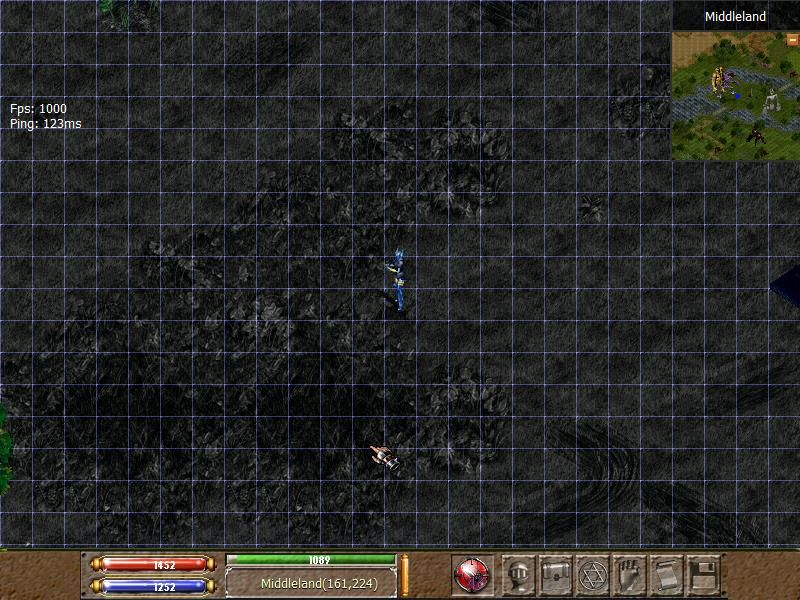 Middleland
Fps: 1000
Ping: 123ms
1452
1089
1252
Middleland(161,224)